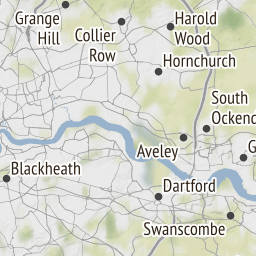 Grange
Hill
Collier
Row
Harold
Wood
Hornchurch
South
Ockend
Aveley
G
Blackheath
Dartford
Swanscombe